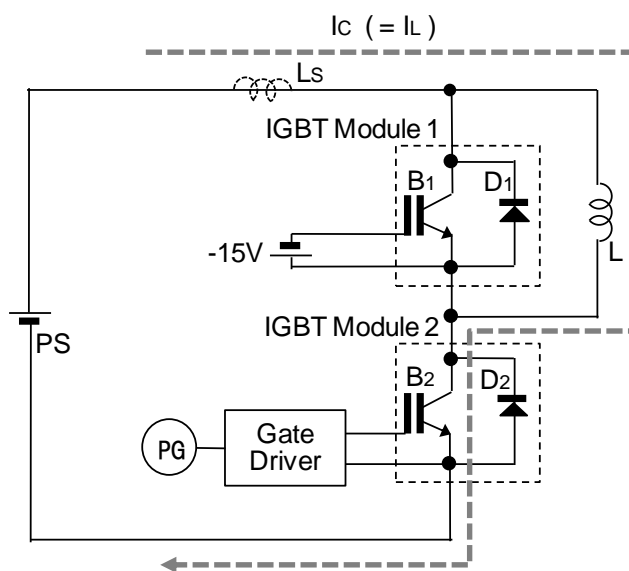 IC ( = IL )
LS
IGBT Module 1
B1
D1
-15V
L
IGBT Module 2
PS
B2
D2
PG
Gate
Driver